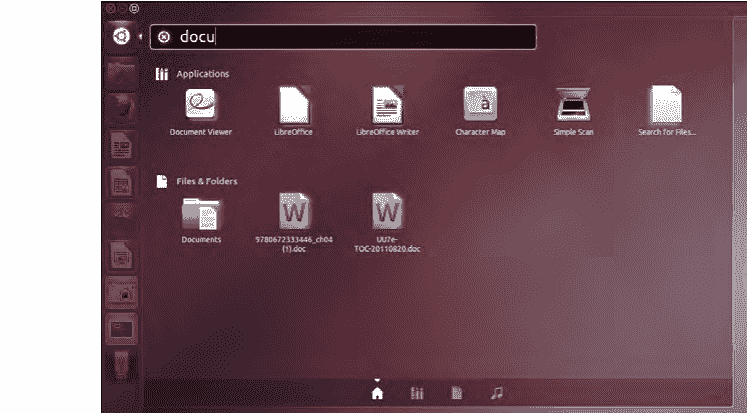 docu
Applications
Document Viewer
LibreOffice
LibreOffice Writer
Character Map
Simple Scan
Search for Files...
Files & Folders
Documents
9780672333446_ch04
(1).doc
UU7e-
TOC-20110820.doc